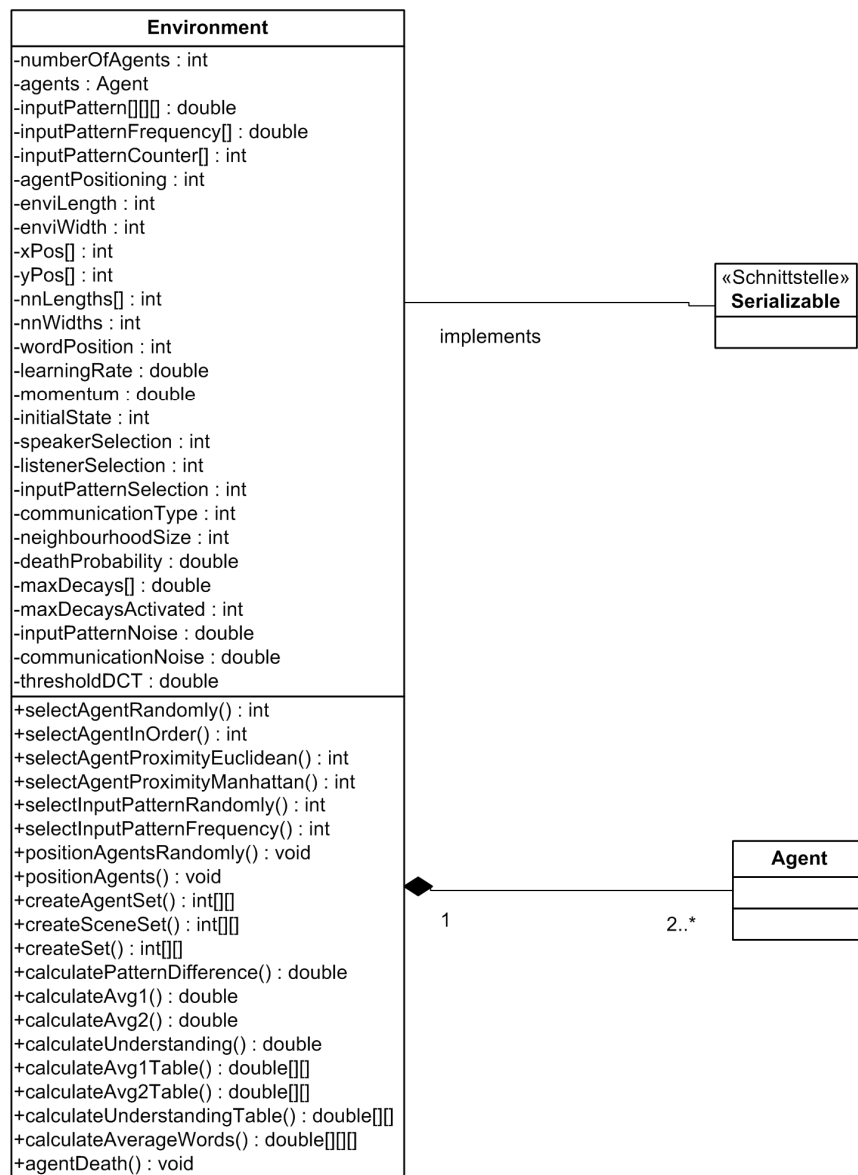 Environment
-numberOfAgents : int
-agents : Agent
-inputPattern[][][] : double
-inputPatternFrequency[] : double
-inputPatternCounter[] : int
-agentPositioning : int
-enviLength : int
-enviWidth : int
-xPos[] : int
-yPos[] : int
-nnLengths[] : int
-nnWidths : int
-wordPosition : int
-learningRate : double
-momentum : double
-initialState : int
-speakerSelection : int
-listenerSelection : int
-inputPatternSelection : int
-communicationType : int
-neighbourhoodSize : int
-deathProbability : double
-maxDecays[] : double
-maxDecaysActivated : int
-inputPatternNoise : double
-communicationNoise : double
-thresholdDCT : double
+selectAgentRandomly() : int
+selectAgentInOrder() : int
+selectAgentProximityEuclidean() : int
+selectAgentProximityManhattan() : int
+selectInputPatternRandomly() : int
+selectInputPatternFrequency() : int
+positionAgentsRandomly() : void
+positionAgents() : void
+createAgentSet() : int[][]
+createSceneSet() : int[][]
+createSet() : int[][]
+calculatePatternDifference() : double
+calculateAvg1() : double
+calculateAvg2() : double
+calculateUnderstanding() : double
+calculateAvg1Table() : double[][]
+calculateAvg2Table() : double[][]
+calculateUnderstandingTable() : double[][]
+calculateAverageWords() : double[][][]
+agentDeath() : void
implements
«Schnittstelle»
Serializable
1
2..*
Agent